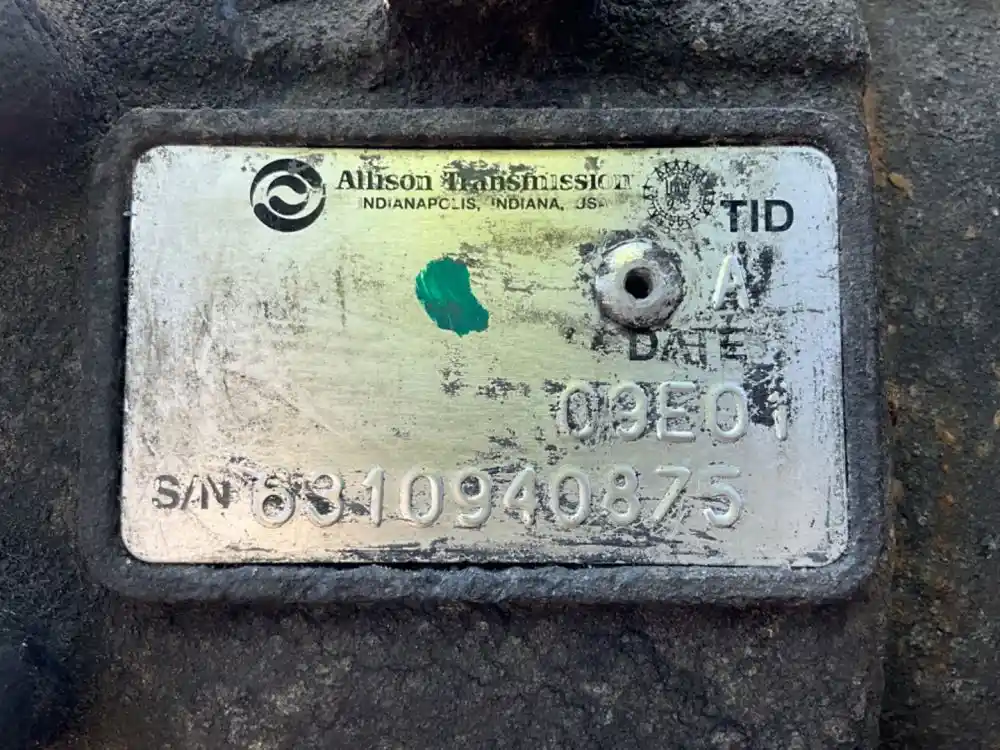 Allison Transmission
INDIANAPOLIS, INDIANA, USA
TID
A
DATE
09E01
S/N 6310940875